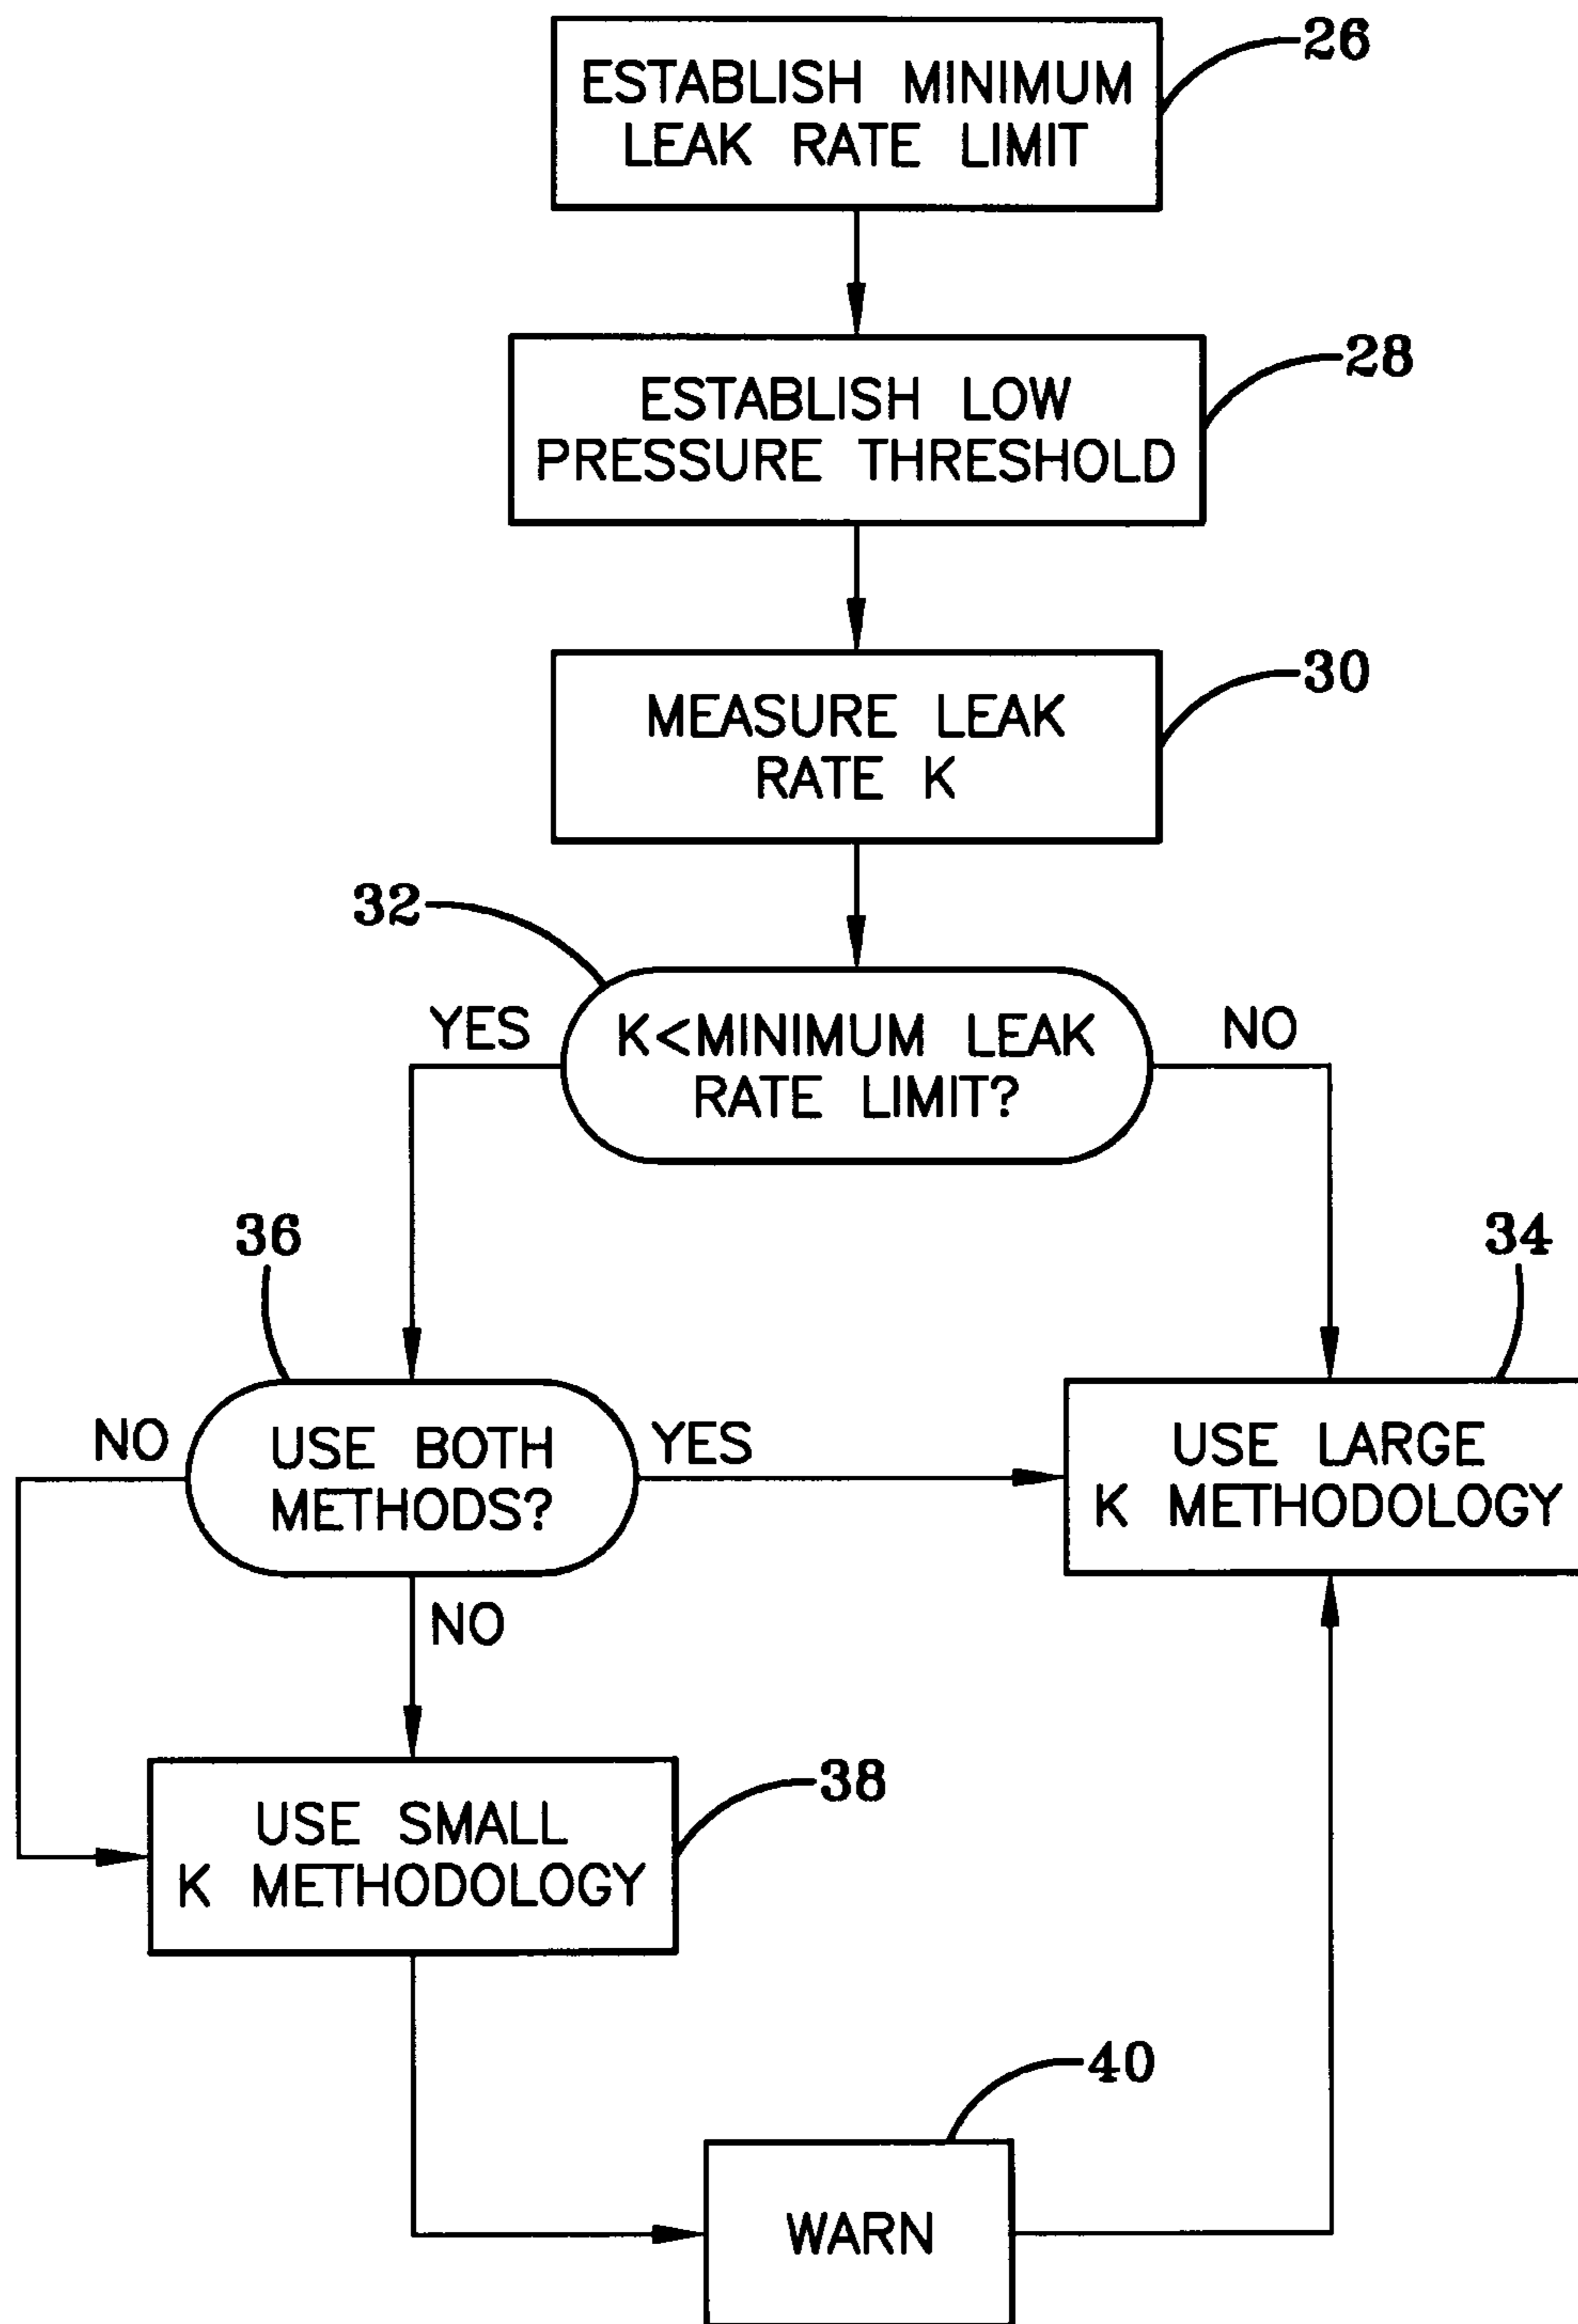 26
ESTABLISH MINIMUM
LEAK RATE LIMIT
28
ESTABLISH LOW
PRESSURE THRESHOLD
30
MEASURE LEAK
RATE K
32
YES
K<MINIMUM LEAK
RATE LIMIT?
NO
36
34
NO
USE BOTH
METHODS?
YES
USE LARGE
K METHODOLOGY
NO
38
USE SMALL
K METHODOLOGY
40
WARN